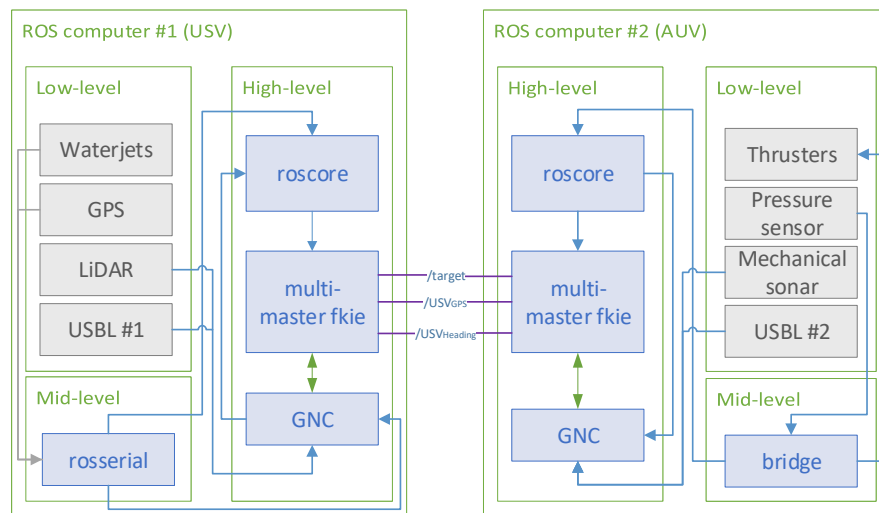 ROS computer #1 (USV)
Low-level
Waterjets
GPS
LiDAR
USBL #1
Mid-level
rosserial
High-level
roscore
multi-
master fkie
GNC
/target
/USVGPS
/USVHeading
ROS computer #2 (AUV)
High-level
roscore
multi-
master fkie
GNC
Low-level
Thrusters
Pressure
sensor
Mechanical
sonar
USBL #2
Mid-level
bridge